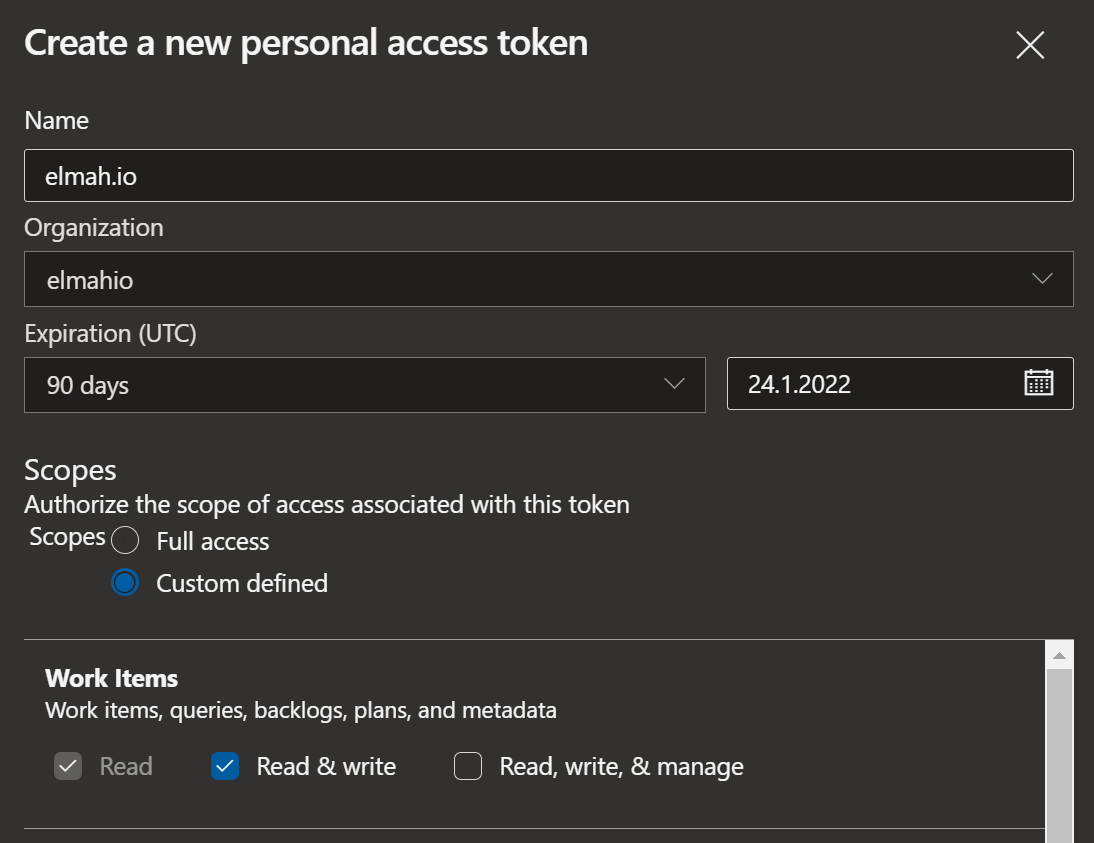 Create a new personal access token
Name
elmah.io
Organization
elmahio
Expiration (UTC)
90 days 24.1.2022
Scopes
Authorize the scope of access associated with this token
Scopes Full access
Custom defined
Work Items
Work items, queries, backlogs, plans, and metadata
Read Read & write Read, write, & manage